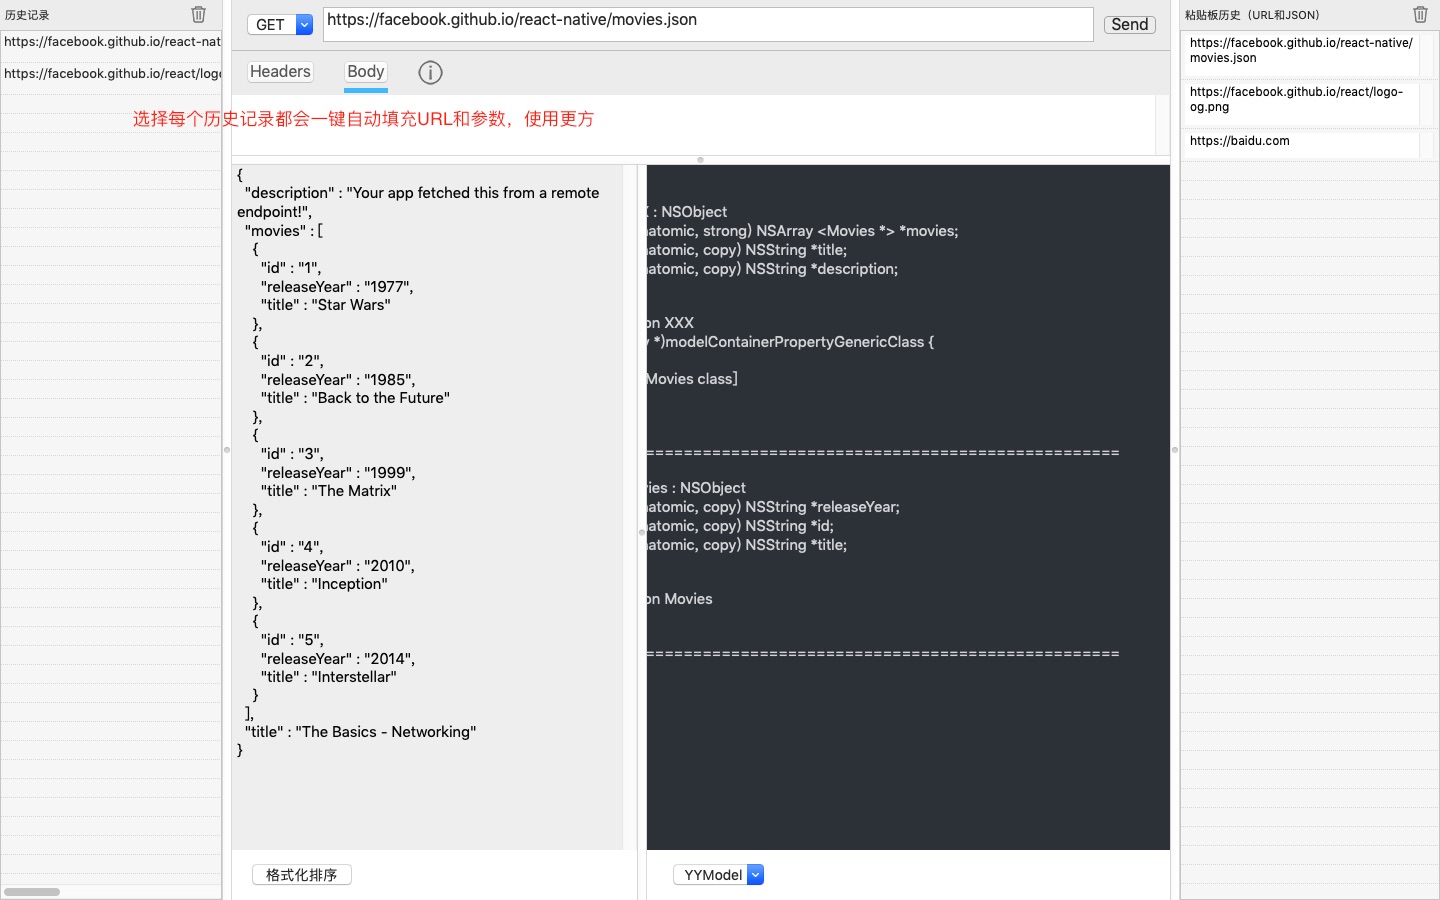 历史记录
https://facebook.github.io/react-nat
https://facebook.github.io/react/logo
GET
https://facebook.github.io/react-native/movies.json
Send
Headers
Body
选择每个历史记录都会一键自动填充URL和参数，使用更方
{
"description" : "Your app fetched this from a remote
endpoint!",
"movies" : [
{
"id" : "1",
"releaseYear" : "1977",
"title" : "Star Wars"
},
{
"id" : "2",
"releaseYear" : "1985",
"title" : "Back to the Future"
},
{
"id" : "3",
"releaseYear" : "1999",
"title" : "The Matrix"
},
{
"id" : "4",
"releaseYear" : "2010",
"title" : "Inception"
},
{
"id" : "5",
"releaseYear" : "2014",
"title" : "Interstellar"
}
],
"title" : "The Basics - Networking"
}
格式化排序
: NSObject
atomic, strong) NSArray <Movies *> *movies;
atomic, copy) NSString *title;
atomic, copy) NSString *description;
on XXX
*)modelContainerPropertyGenericClass {
Movies class]
==================================================
ies : NSObject
atomic, copy) NSString *releaseYear;
atomic, copy) NSString *id;
atomic, copy) NSString *title;
on Movies
==================================================
YYModel
粘贴板历史（URL和JSON）
https://facebook.github.io/react-native/
movies.json
https://facebook.github.io/react/logo-
og.png
https://baidu.com